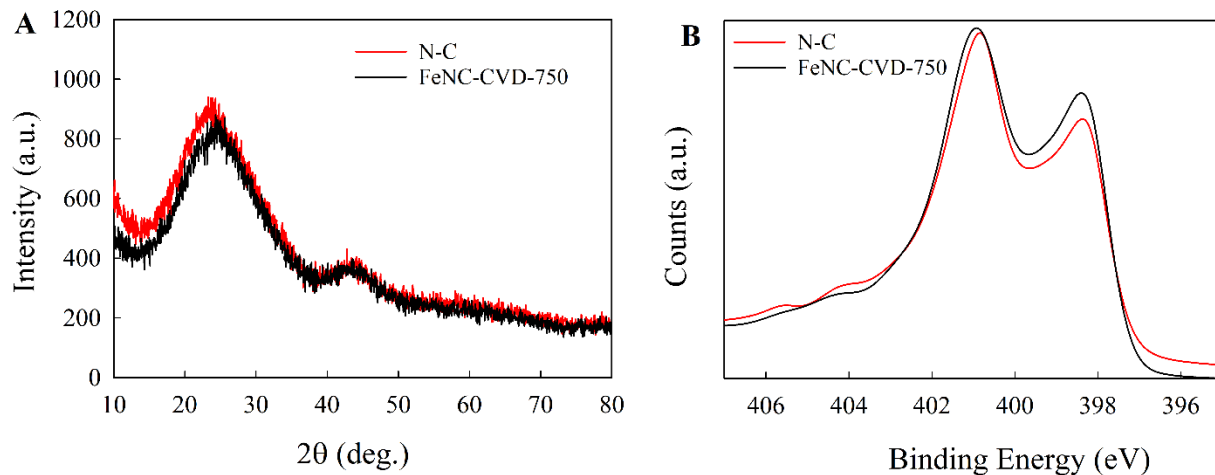 A
Intensity (a.u.)
1200
1000
800
600
400
200
0
N-C
FeNC-CVD-750
10 20 30 40 50 60 70 80
2θ (deg.)
B
Counts (a.u.)
N-C
FeNC-CVD-750
406 404 402 400 398 396
Binding Energy (eV)